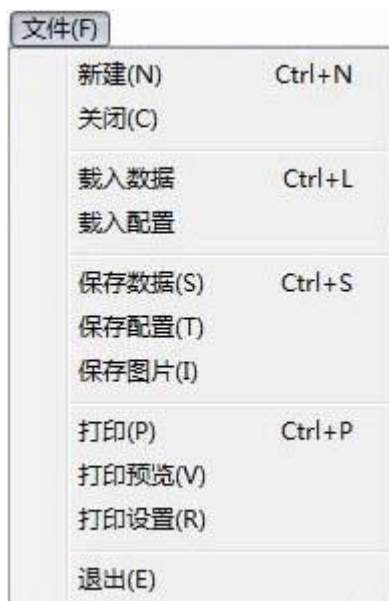 文件(F)
新建(N) Ctrl+N
关闭(C)
载入数据 Ctrl+L
载入配置
保存数据(S) Ctrl+S
保存配置(T)
保存图片(I)
打印(P) Ctrl+P
打印预览(V)
打印设置(R)
退出(E)